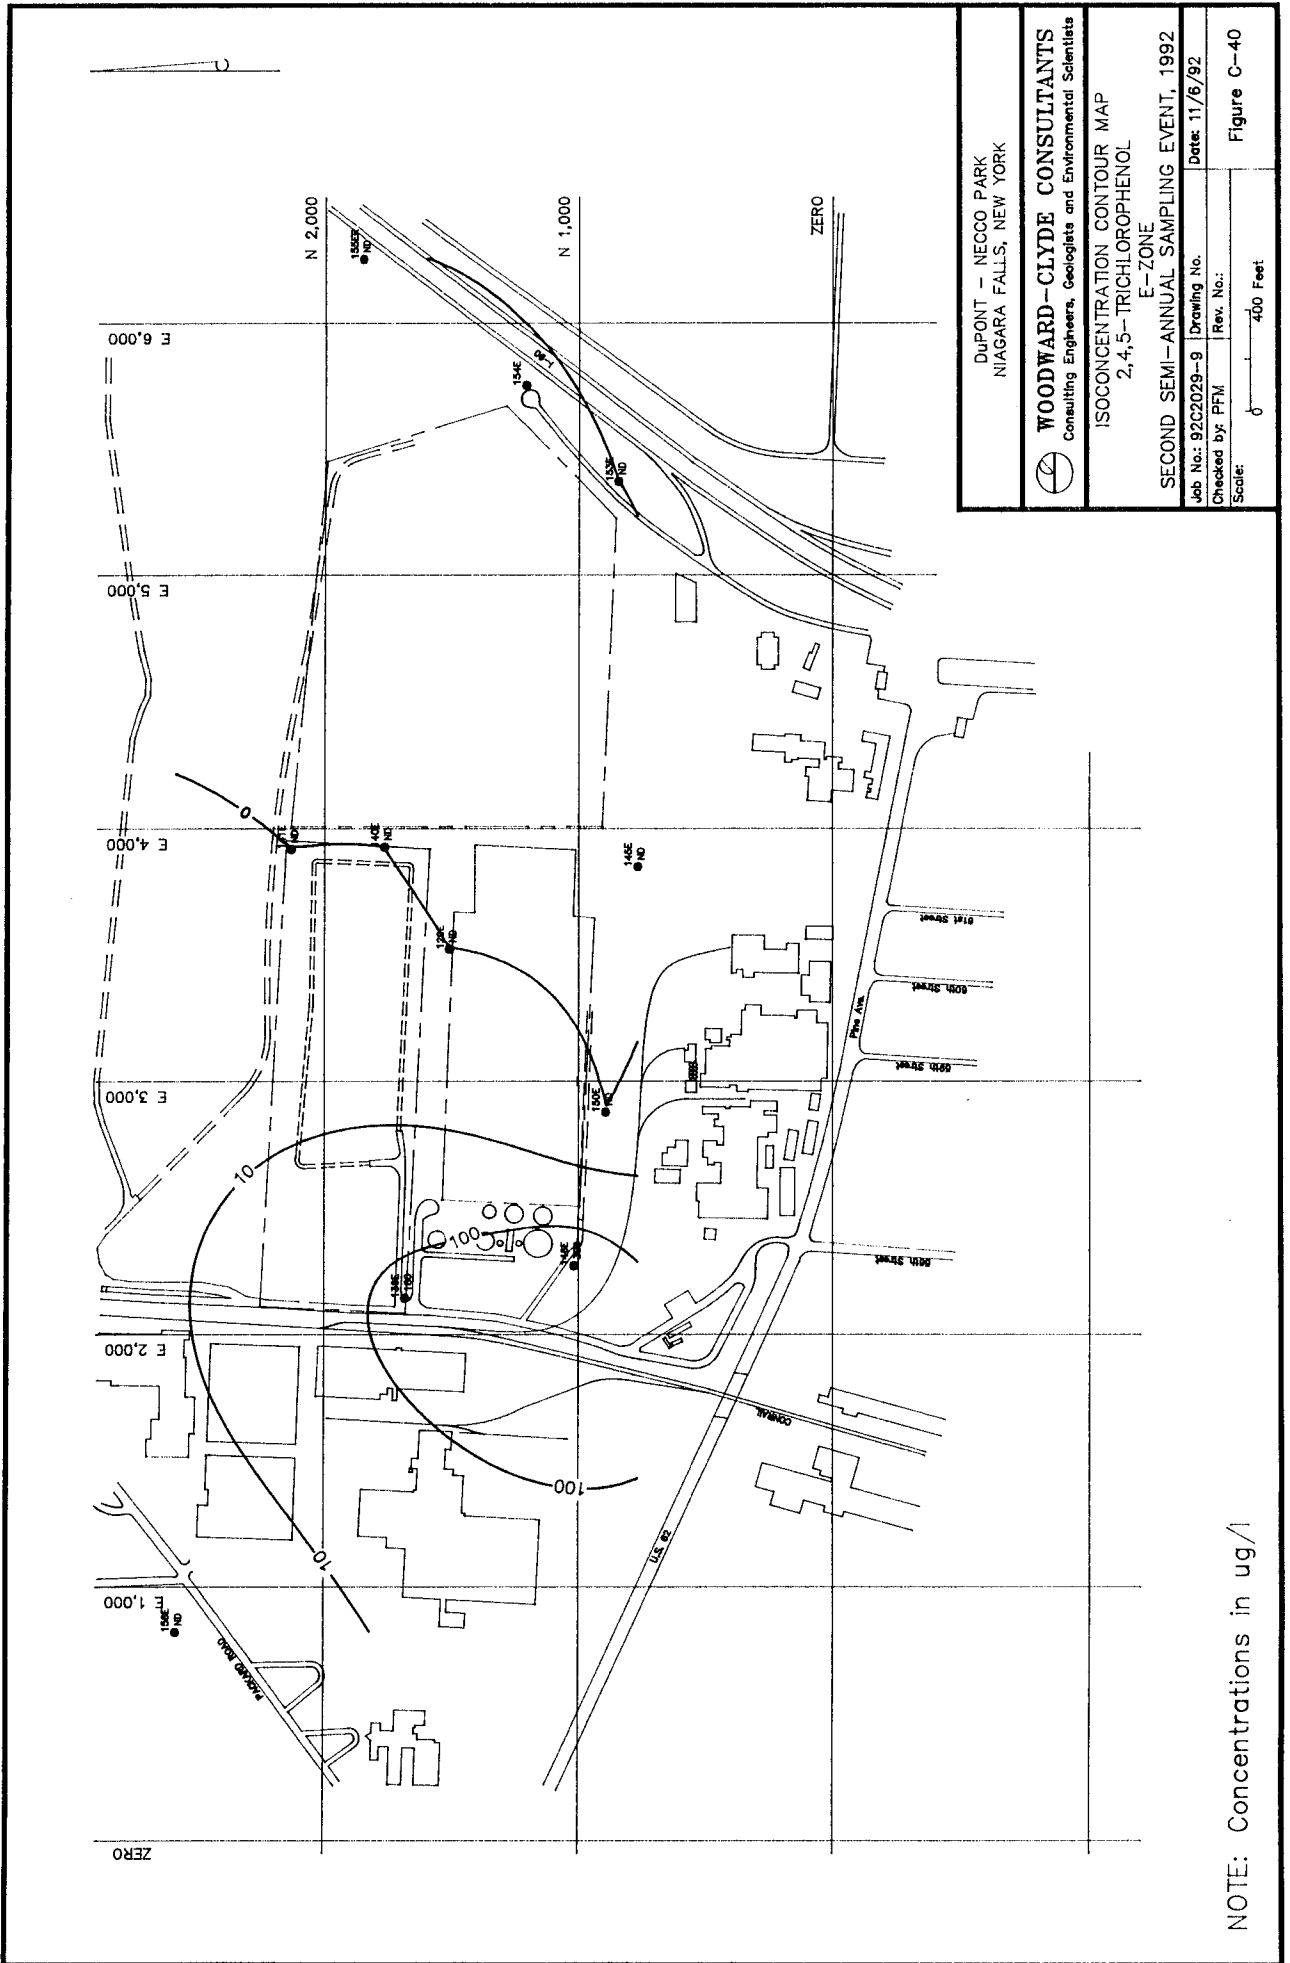 DuPONT - NECCO PARK
NIAGARA FALLS, NEW YORK
WOODWARD-CLYDE CONSULTANTS
Consulting Engineers, Geologists and Environmental Scientists
ISOCONCENTRATION CONTOUR MAP
2,4,5-TRICHLOROPHENOL
E-ZONE
SECOND SEMI-ANNUAL SAMPLING EVENT, 1992
Job No.: 92C2029-9
Drawing No.
Date: 11/6/92
Checked by: PFM
Rev. No.:
Figure C-40
Scale:
0
400 Feet
NOTE: Concentrations in ug/l
N 2,000
N 1,000
ZERO
E 6,000
E 5,000
E 4,000
E 3,000
E 2,000
E 1,000
ZERO
155ER
ND
154E
153E
ND
I-90
0
ND
140E
ND
ND
145E
ND
150E
ND
10
100
160
10
100
156E
ND
PACKARD ROAD
U.S. 62
CONRAIL
Pine Ave.
61st Street
60th Street
59th Street
56th Street